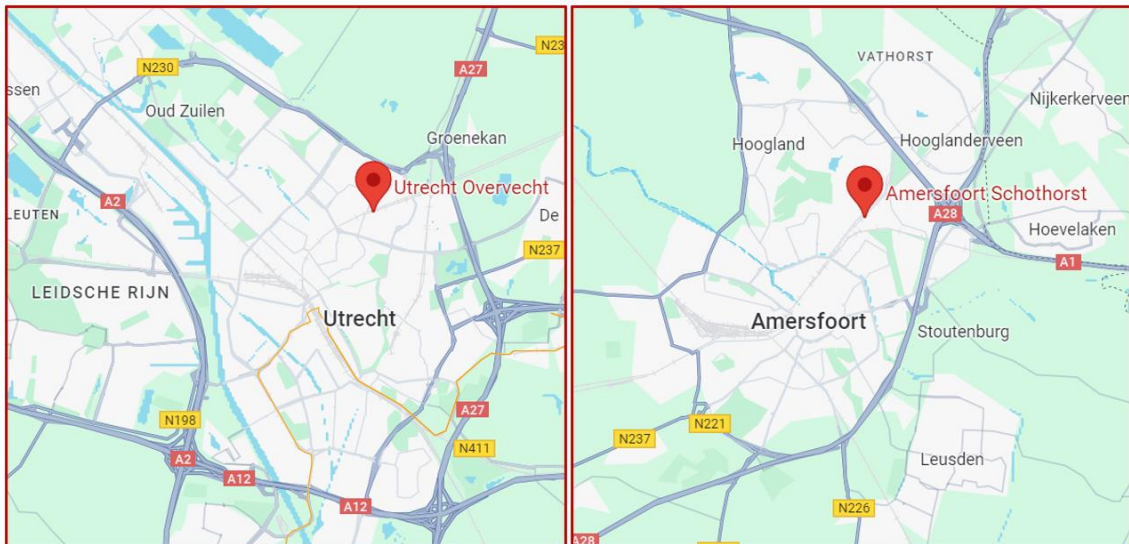 N230
A27
N23
ssen
Oud Zuilen
Groenekan
Utrecht Overvecht
A2
LEUTEN
De
N237
LEIDSCHE RIJN
Utrecht
N198
A27
A2
N411
A12
A12
VATHORST
Nijkerkerveen
Hooglanderveen
Hoogland
Amersfoort Schothorst
A28
Hoevelaken
A1
Amersfoort
Stoutenburg
N221
N237
Leusden
N226
A28